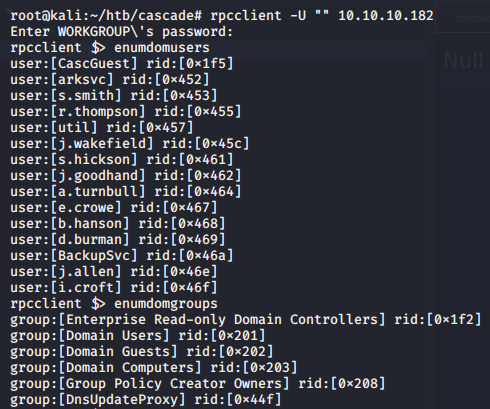 root@kali:~/htb/cascade# rpcclient -U "" 10.10.10.182
Enter WORKGROUP\'s password:
rpcclient $> enumdomusers
user:[CascGuest] rid:[0×1f5]
user:[arksvc] rid:[0×452]
user:[s.smith] rid:[0×453]
user:[r.thompson] rid:[0×455]
user:[util] rid:[0×457]
user:[j.wakefield] rid:[0×45c]
user:[s.hickson] rid:[0×461]
user:[j.goodhand] rid:[0×462]
user:[a.turnbull] rid:[0×464]
user:[e.crowe] rid:[0×467]
user:[b.hanson] rid:[0×468]
user:[d.burman] rid:[0×469]
user:[BackupSvc] rid:[0×46a]
user:[j.allen] rid:[0×46e]
user:[i.croft] rid:[0×46f]
rpcclient $> enumdomgroups
group:[Enterprise Read-only Domain Controllers] rid:[0×1f2]
group:[Domain Users] rid:[0×201]
group:[Domain Guests] rid:[0×202]
group:[Domain Computers] rid:[0×203]
group:[Group Policy Creator Owners] rid:[0×208]
group:[DnsUpdateProxy] rid:[0×44f]
cascade
Null